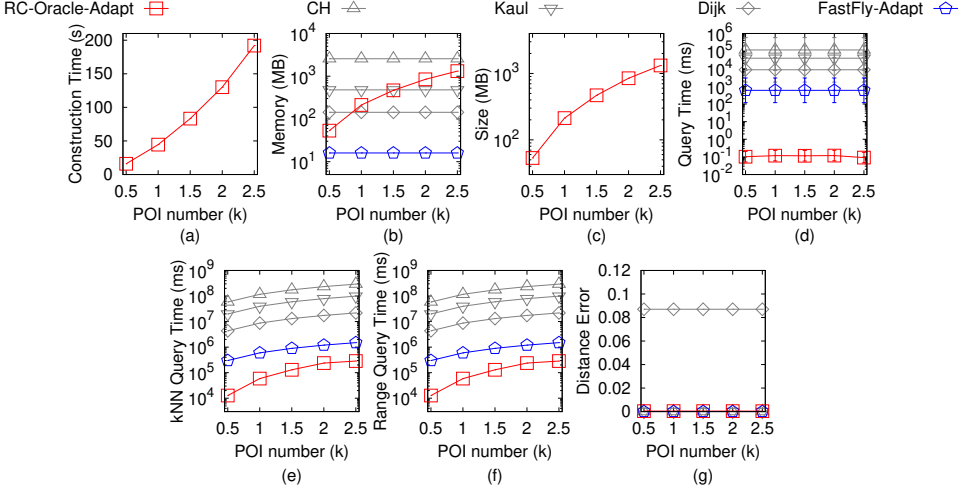 RC-Oracle-Adapt CH Kaul Dijk FastFly-Adapt
Construction Time (s)
200
150
100
50
0
0.5 1 1.5 2 2.5
POI number (k)
(a)
Memory (MB)
10^4
10^3
10^2
10^1
0.5 1 1.5 2 2.5
POI number (k)
(b)
Size (MB)
10^3
10^2
0.5 1 1.5 2 2.5
POI number (k)
(c)
Query Time (ms)
10^6
10^5
10^4
10^3
10^2
10^1
10^0
10^-1
10^-2
0.5 1 1.5 2 2.5
POI number (k)
(d)
kNN Query Time (ms)
10^9
10^8
10^7
10^6
10^5
10^4
0.5 1 1.5 2 2.5
POI number (k)
(e)
Range Query Time (ms)
10^9
10^8
10^7
10^6
10^5
10^4
0.5 1 1.5 2 2.5
POI number (k)
(f)
Distance Error
0.12
0.1
0.08
0.06
0.04
0.02
0
0.5 1 1.5 2 2.5
POI number (k)
(g)